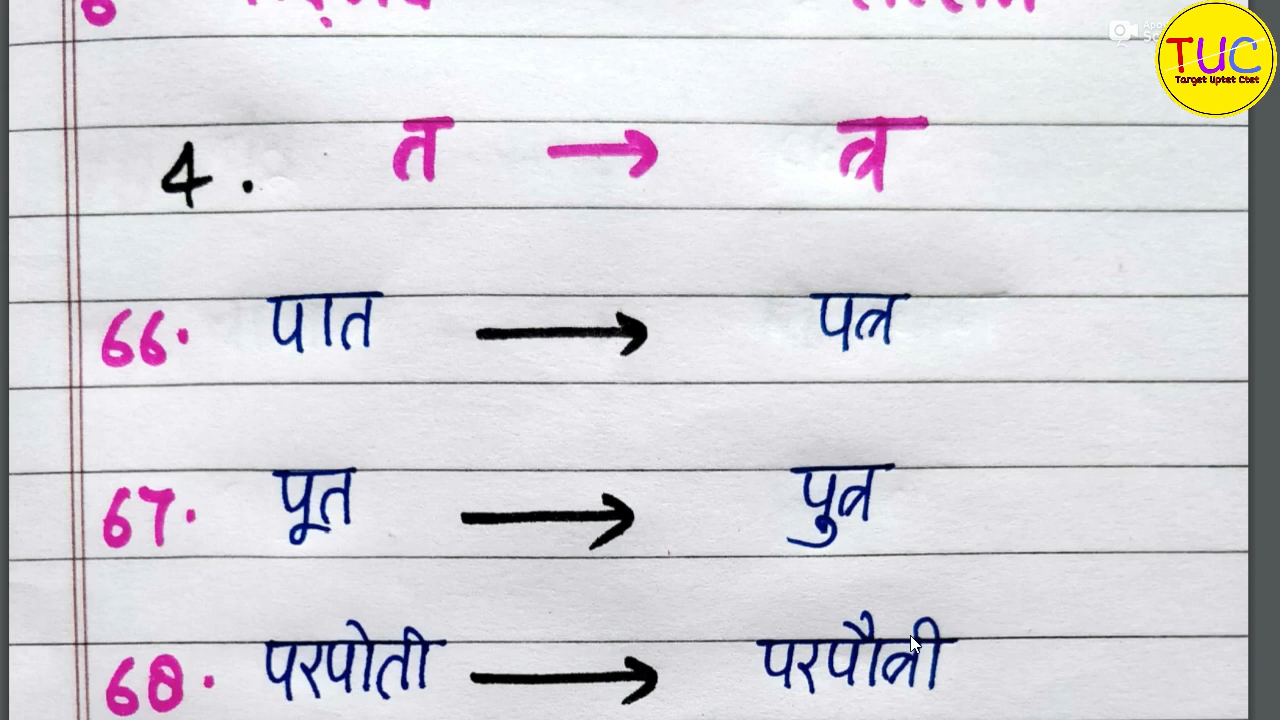 TUC
Target Uptet Ctet
4. त → त्र
66. पात → पत्र
67. पूत → पुत्र
68. परपोती → परपौत्री